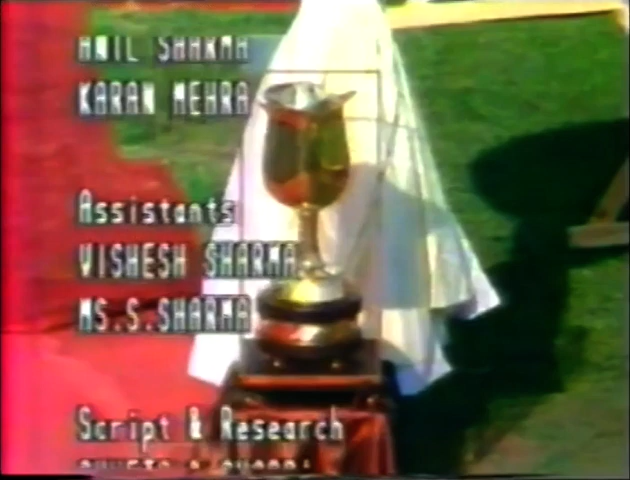 ANIL SHARMA
KARAN MEHRA
Assistants
VISHESH SHARMA
MS.S.SHARMA
Script & Research